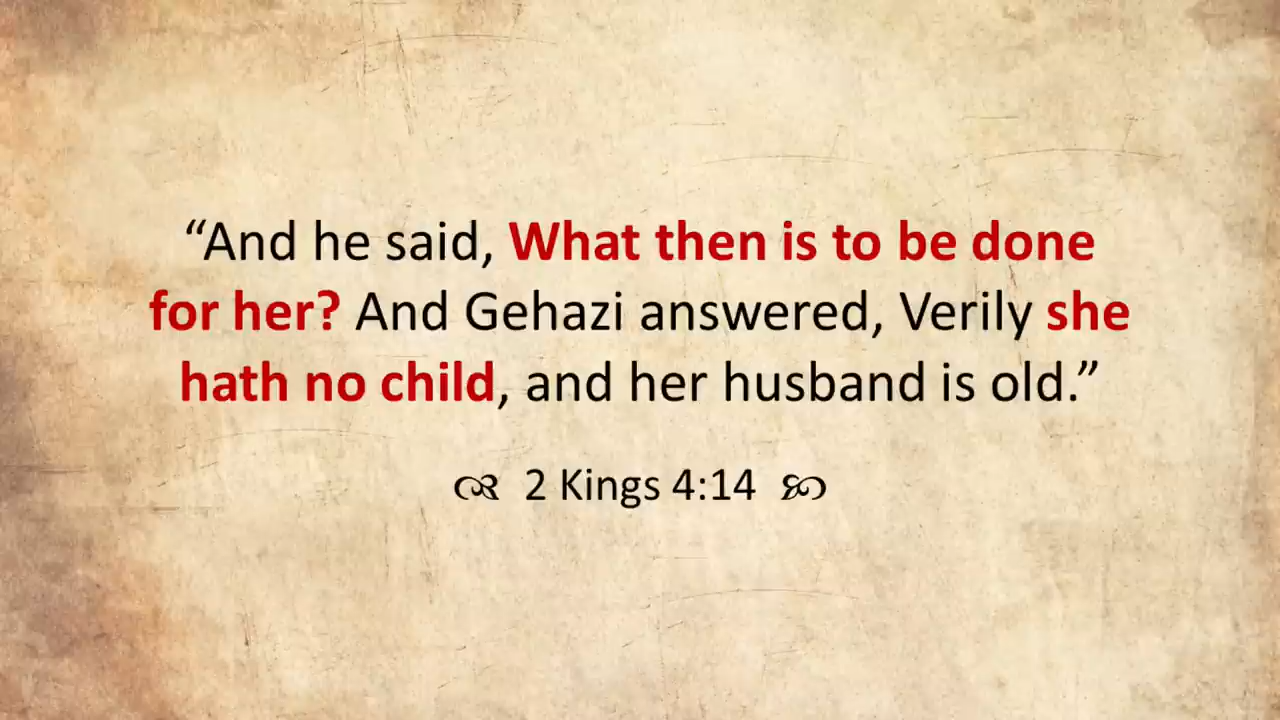 “And he said, What then is to be done
for her? And Gehazi answered, Verily she
hath no child, and her husband is old.”
2 Kings 4:14